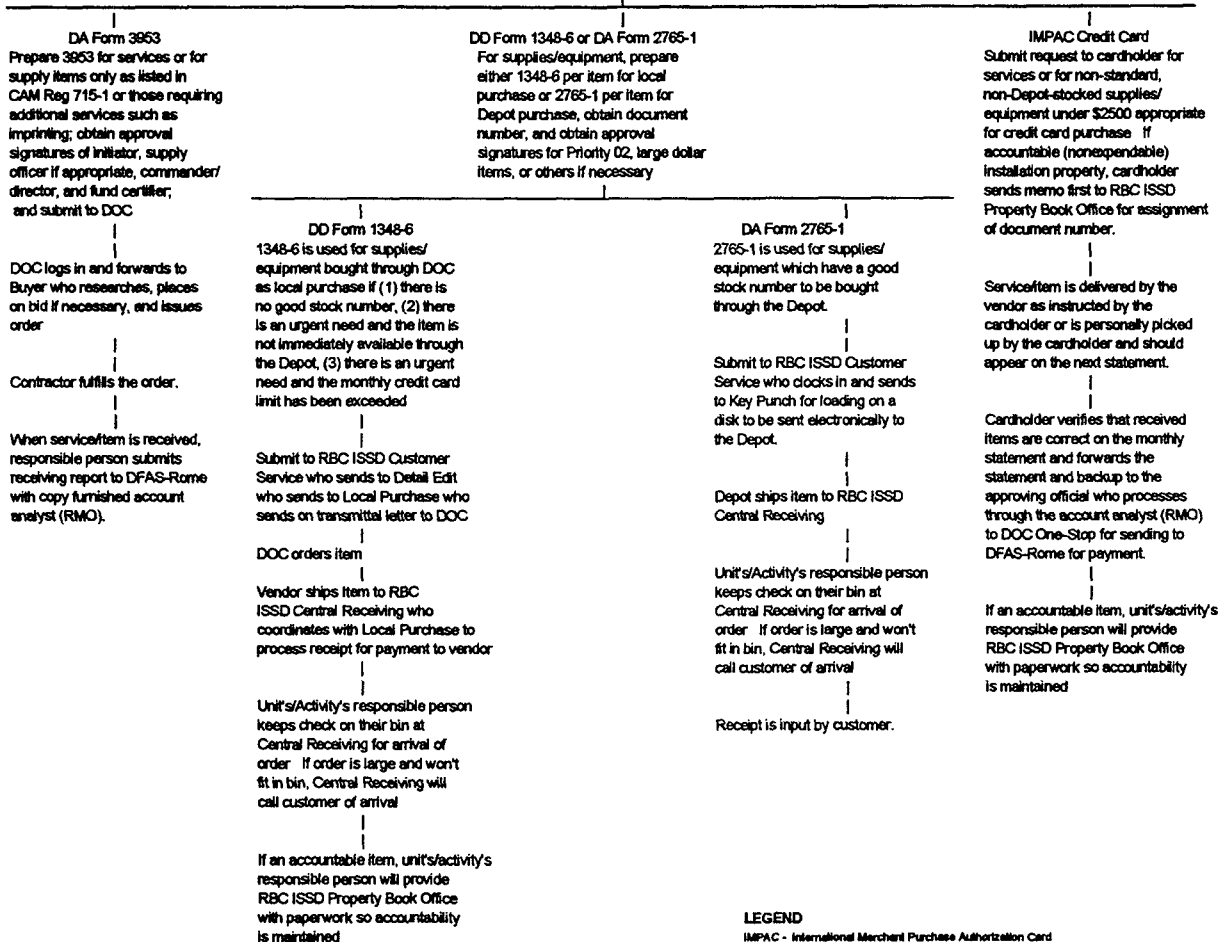 DA Form 3953
Prepare 3953 for services or for
supply items only as listed in
CAM Reg 715-1 or those requiring
additional services such as
imprinting; obtain approval
signatures of initiator, supply
officer if appropriate, commander/
director, and fund certifier;
and submit to DOC
DOC logs in and forwards to
Buyer who researches, places
on bid if necessary, and issues
order
Contractor fulfills the order.
When service/item is received,
responsible person submits
receiving report to DFAS-Rome
with copy furnished account
analyst (RMO).
DD Form 1348-6 or DA Form 2765-1
For supplies/equipment, prepare
either 1348-6 per item for local
purchase or 2765-1 per item for
Depot purchase, obtain document
number, and obtain approval
signatures for Priority 02, large dollar
items, or others if necessary
DD Form 1348-6
1348-6 is used for supplies/
equipment bought through DOC
as local purchase if (1) there is
no good stock number, (2) there
is an urgent need and the item is
not immediately available through
the Depot, (3) there is an urgent
need and the monthly credit card
limit has been exceeded
Submit to RBC ISSD Customer
Service who sends to Detail Edit
who sends to Local Purchase who
sends on transmittal letter to DOC
DOC orders item
Vendor ships item to RBC
ISSD Central Receiving who
coordinates with Local Purchase to
process receipt for payment to vendor
Unit's/Activity's responsible person
keeps check on their bin at
Central Receiving for arrival of
order If order is large and won't
fit in bin, Central Receiving will
call customer of arrival
If an accountable item, unit's/activity's
responsible person will provide
RBC ISSD Property Book Office
with paperwork so accountability
is maintained
DA Form 2765-1
2765-1 is used for supplies/
equipment which have a good
stock number to be bought
through the Depot.
Submit to RBC ISSD Customer
Service who clocks in and sends
to Key Punch for loading on a
disk to be sent electronically to
the Depot.
Depot ships item to RBC ISSD
Central Receiving
Unit's/Activity's responsible person
keeps check on their bin at
Central Receiving for arrival of
order If order is large and won't
fit in bin, Central Receiving will
call customer of arrival
Receipt is input by customer.
IMPAC Credit Card
Submit request to cardholder for
services or for non-standard,
non-Depot-stocked supplies/
equipment under $2500 appropriate
for credit card purchase If
accountable (nonexpendable)
installation property, cardholder
sends memo first to RBC ISSD
Property Book Office for assignment
of document number.
Service/item is delivered by the
vendor as instructed by the
cardholder or is personally picked
up by the cardholder and should
appear on the next statement.
Cardholder verifies that received
items are correct on the monthly
statement and forwards the
statement and backup to the
approving official who processes
through the account analyst (RMO)
to DOC One-Stop for sending to
DFAS-Rome for payment.
If an accountable item, unit's/activity's
responsible person will provide
RBC ISSD Property Book Office
with paperwork so accountability
is maintained
LEGEND
IMPAC - International Merchant Purchase Authorization Card